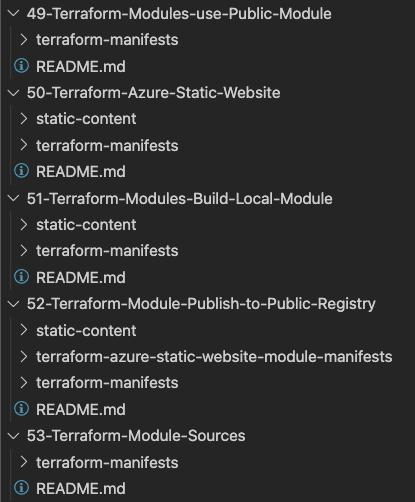 49-Terraform-Modules-use-Public-Module
terraform-manifests
README.md
50-Terraform-Azure-Static-Website
static-content
terraform-manifests
README.md
51-Terraform-Modules-Build-Local-Module
static-content
terraform-manifests
README.md
52-Terraform-Module-Publish-to-Public-Registry
static-content
terraform-azure-static-website-module-manifests
terraform-manifests
README.md
53-Terraform-Module-Sources
terraform-manifests
README.md